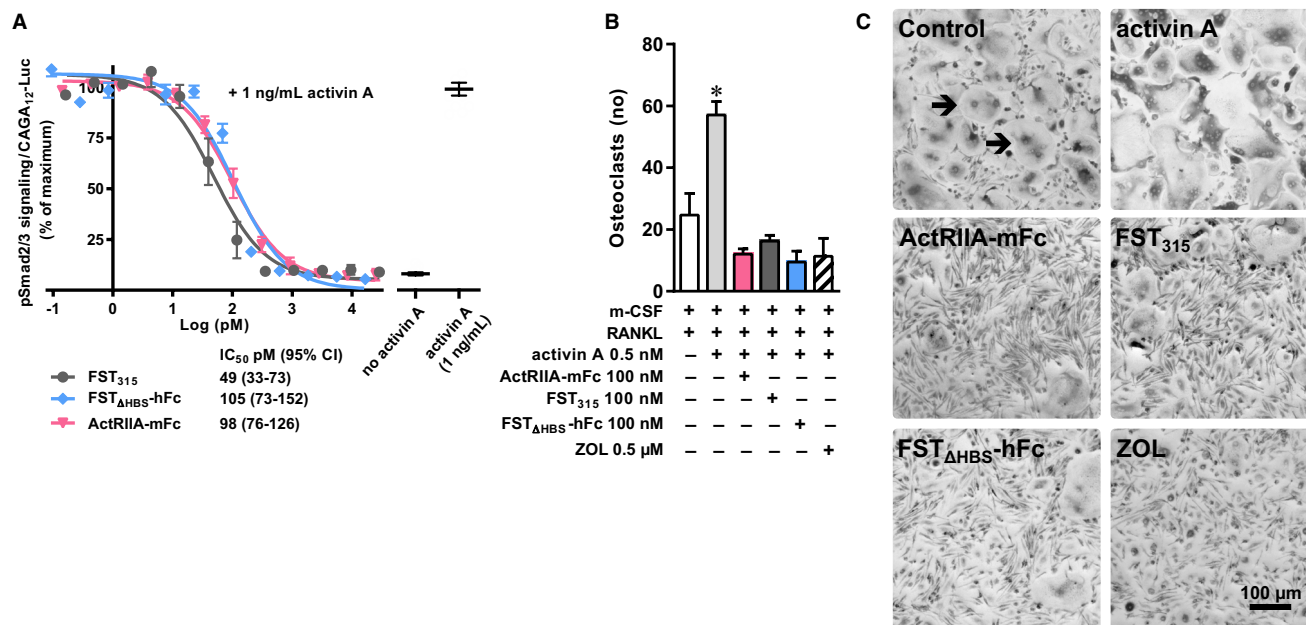 A
pSmad2/3 signaling/CAGA12-Luc
(% of maximum)
100
75
50
25
+ 1 ng/mL activin A
-1 0 1 2 3 4
Log (pM)
no activin A
activin A
(1 ng/mL)
IC50 pM (95% CI)
FST315 49 (33-73)
FSTΔHBS-hFc 105 (73-152)
ActRIIA-mFc 98 (76-126)
B
Osteoclasts (no)
80
60
40
20
0
*
m-CSF + + + + + +
RANKL + + + + + +
activin A 0.5 nM – + + + + +
ActRIIA-mFc 100 nM – – + – – –
FST315 100 nM – – – + – –
FSTΔHBS-hFc 100 nM – – – – + –
ZOL 0.5 µM – – – – – +
C
Control
activin A
ActRIIA-mFc
FST315
FSTΔHBS-hFc
ZOL
100 µm